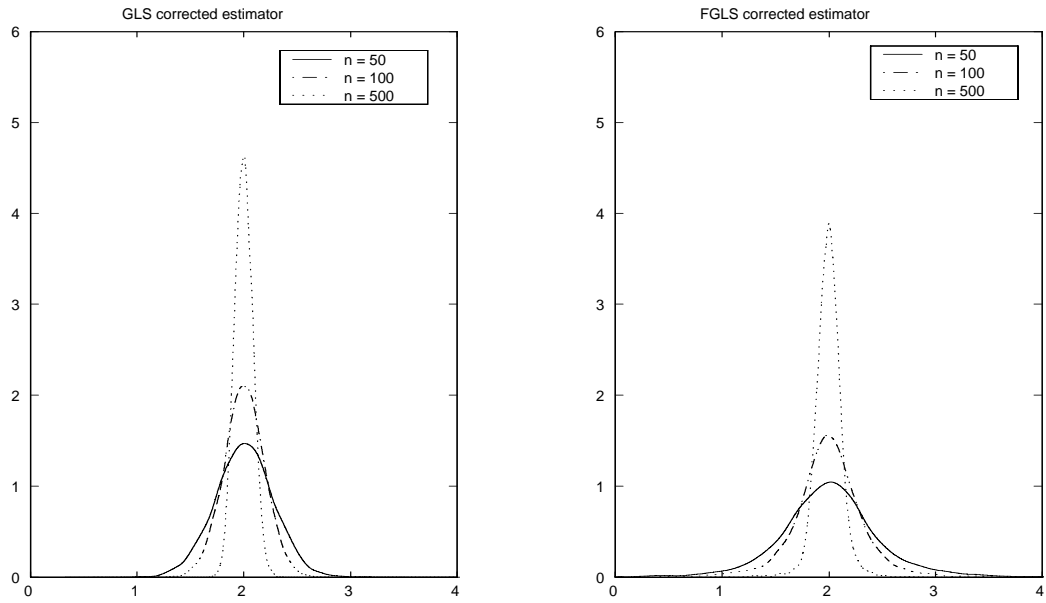 GLS corrected estimator
6
5
4
3
2
1
0
0 1 2 3 4
n = 50
n = 100
n = 500
FGLS corrected estimator
6
5
4
3
2
1
0
0 1 2 3 4
n = 50
n = 100
n = 500